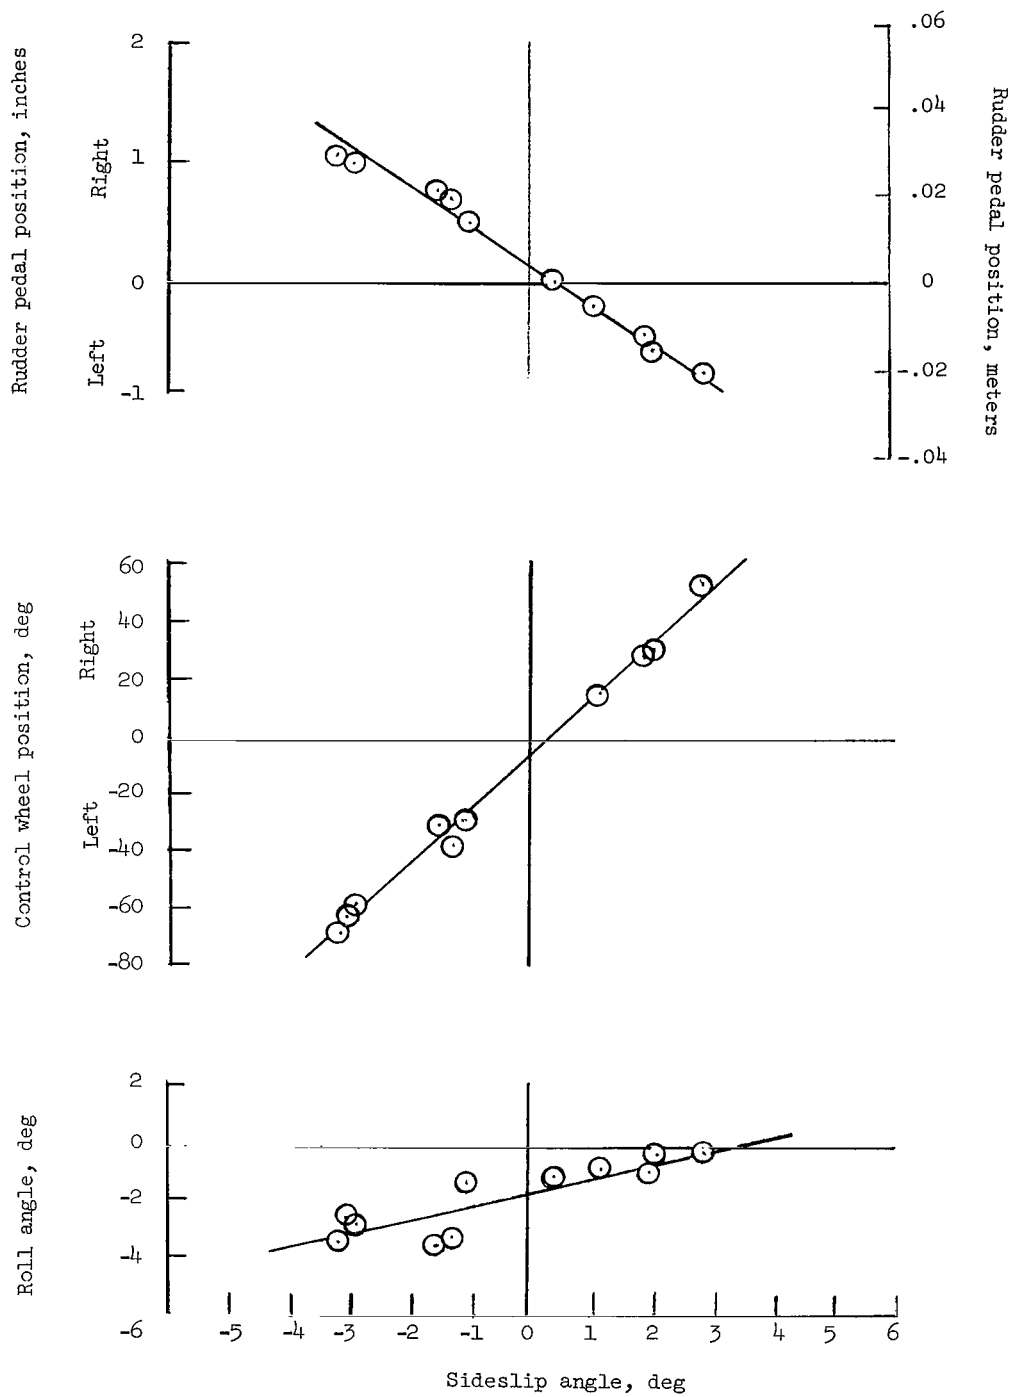 Rudder pedal position, inches
Right
Left
2
1
0
-1
.06
.04
.02
0
-.02
-.04
Rudder pedal position, meters
Control wheel position, deg
Right
Left
60
40
20
0
-20
-40
-60
-80
Roll angle, deg
2
0
-2
-4
-6 -5 -4 -3 -2 -1 0 1 2 3 4 5 6
Sideslip angle, deg